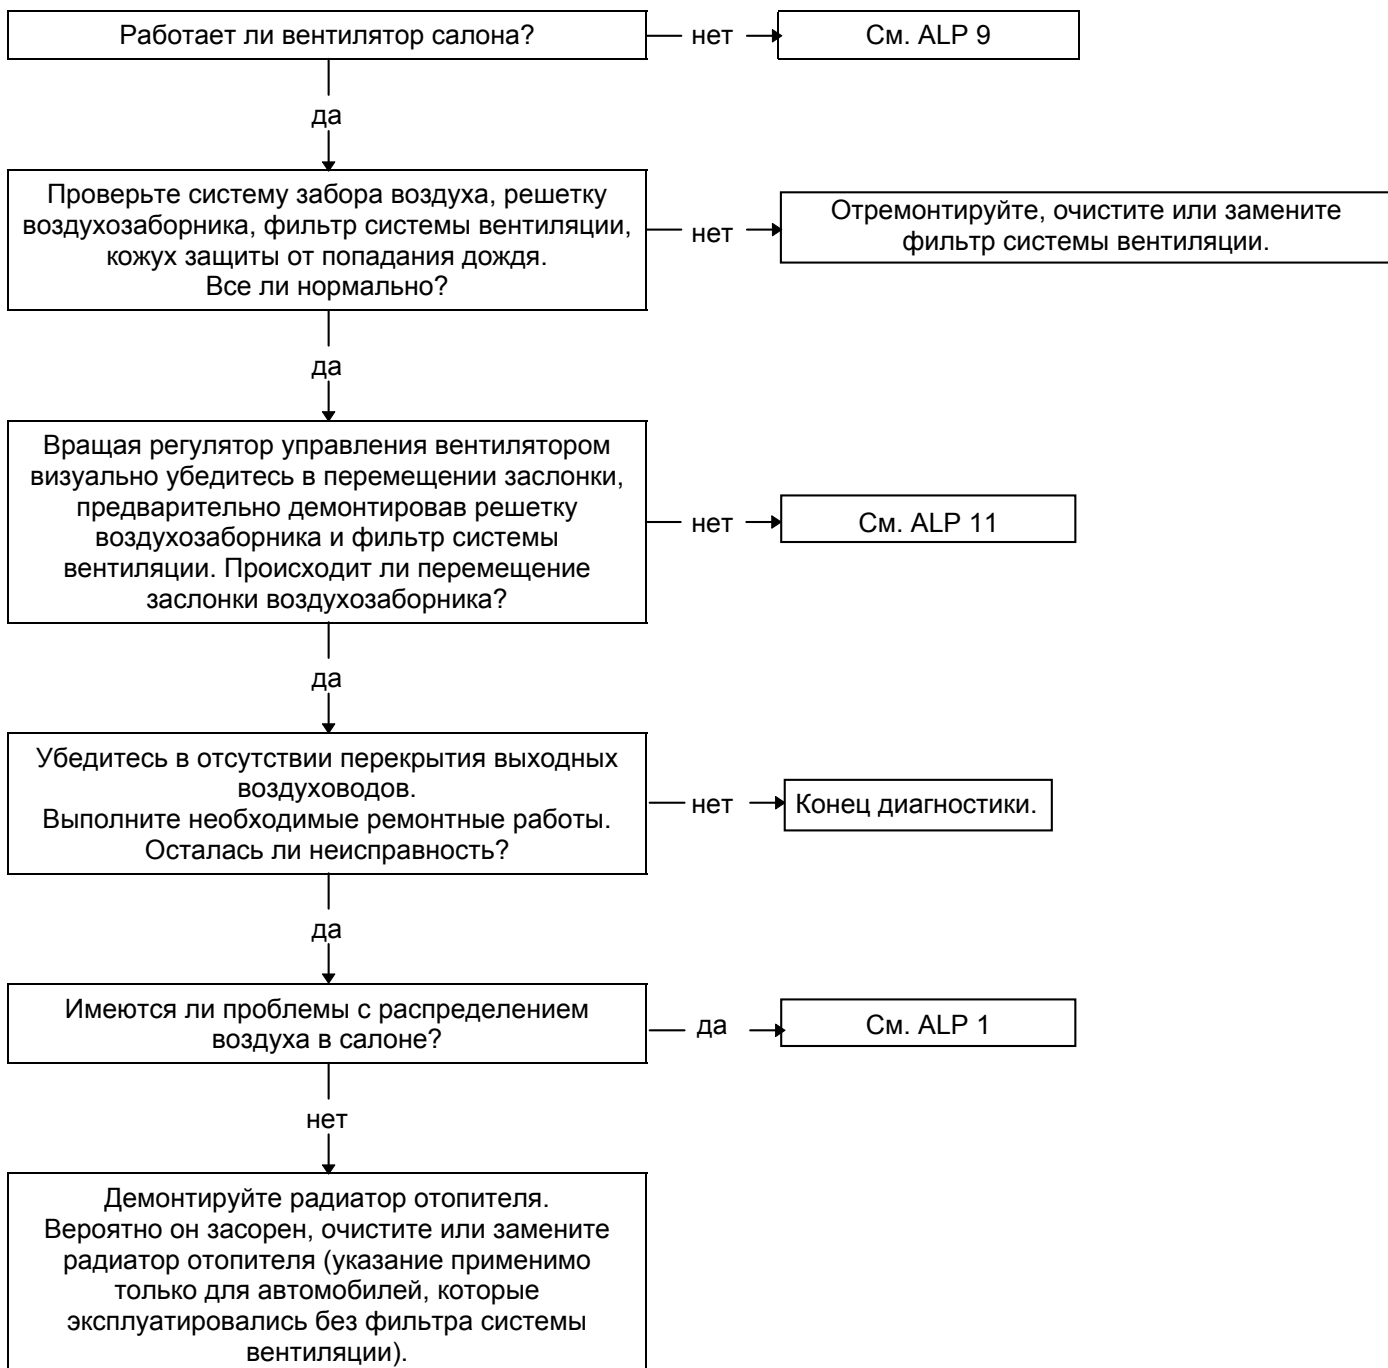 Работает ли вентилятор салона?
нет
См. ALP 9
да
Проверьте систему забора воздуха, решетку
воздухозаборника, фильтр системы вентиляции,
кожух защиты от попадания дождя.
Все ли нормально?
нет
Отремонтируйте, очистите или замените
фильтр системы вентиляции.
да
Вращая регулятор управления вентилятором
визуально убедитесь в перемещении заслонки,
предварительно демонтировав решетку
воздухозаборника и фильтр системы
вентиляции. Происходит ли перемещение
заслонки воздухозаборника?
нет
См. ALP 11
да
Убедитесь в отсутствии перекрытия выходных
воздуховодов.
Выполните необходимые ремонтные работы.
Осталась ли неисправность?
нет
Конец диагностики.
да
Имеются ли проблемы с распределением
воздуха в салоне?
да
См. ALP 1
нет
Демонтируйте радиатор отопителя.
Вероятно он засорен, очистите или замените
радиатор отопителя (указание применимо
только для автомобилей, которые
эксплуатировались без фильтра системы
вентиляции).